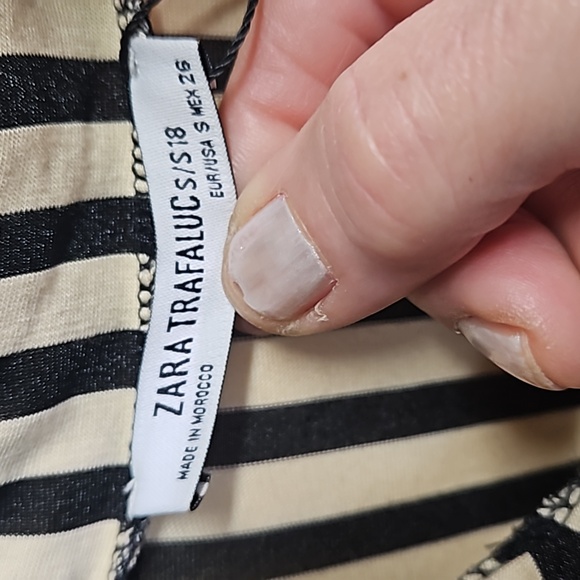 ZARA TRAFALUC S/S18
EUR/USA S MEX 26
MADE IN MOROCCO